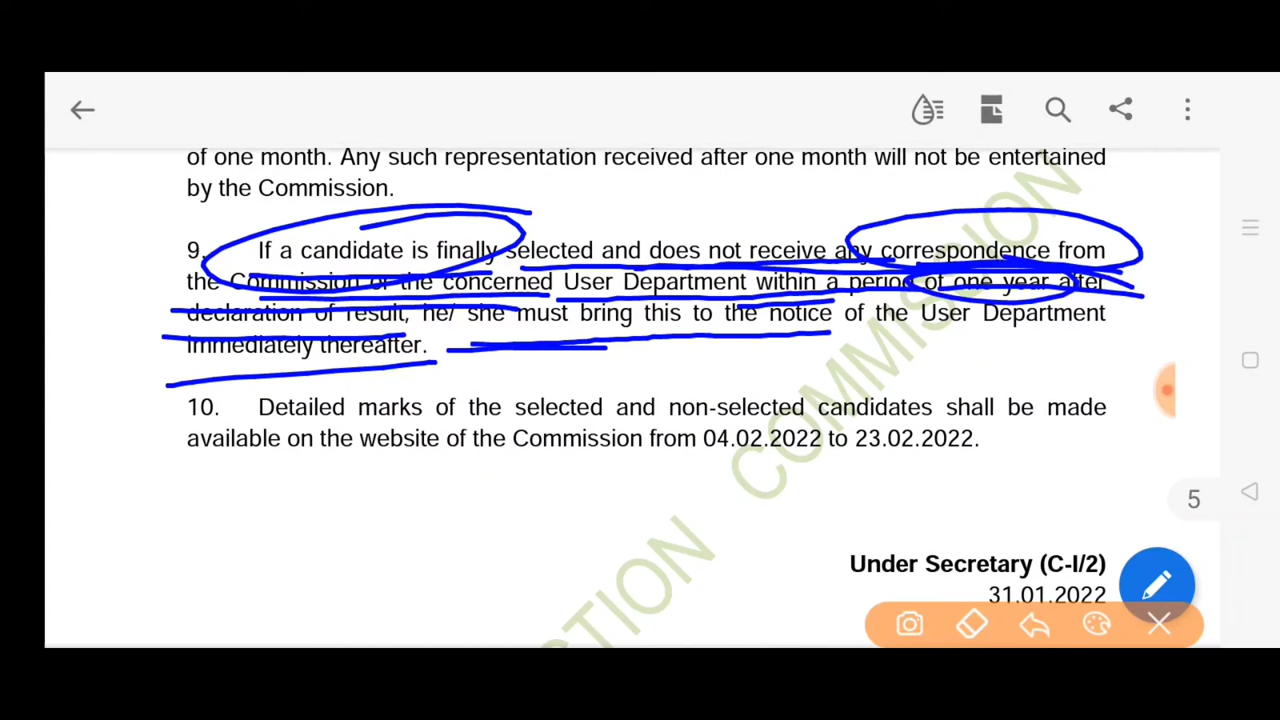 of one month. Any such representation received after one month will not be entertained
by the Commission.
9. If a candidate is finally selected and does not receive any correspondence from
the Commission or the concerned User Department within a period of one year after
declaration of result, he/ she must bring this to the notice of the User Department
immediately thereafter.
10. Detailed marks of the selected and non-selected candidates shall be made
available on the website of the Commission from 04.02.2022 to 23.02.2022.
5
Under Secretary (C-I/2)
31.01.2022
COMMISSION
CTION